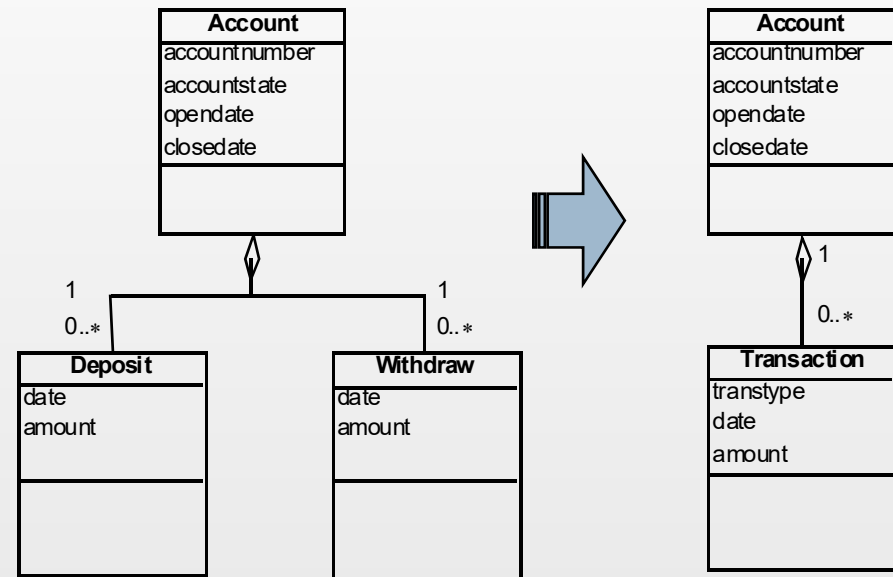 Account
accountnumber
accountstate
opendate
closedate
1
1
0..*
0..*
Deposit
date
amount
Withdraw
date
amount
Account
accountnumber
accountstate
opendate
closedate
1
0..*
Transaction
transtype
date
amount